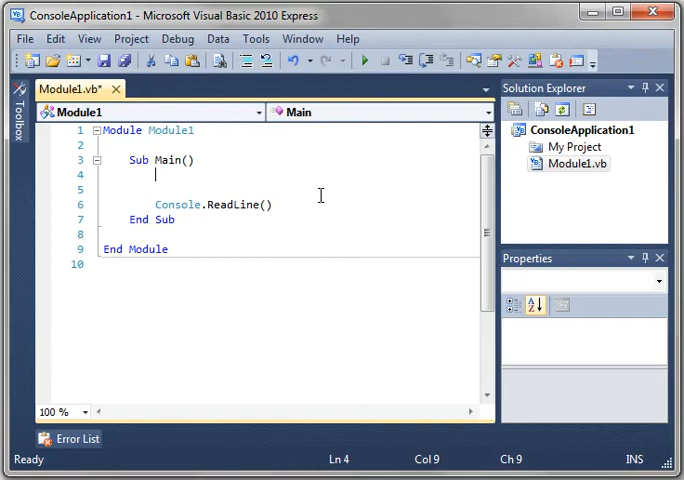 ConsoleApplication1 - Microsoft Visual Basic 2010 Express
File Edit View Project Debug Data Tools Window Help
Module1.vb*
Solution Explorer
Toolbox
Module1
Main
ConsoleApplication1
My Project
Module1.vb
1 Module Module1
2
3 Sub Main()
4
5
6 Console.ReadLine()
7 End Sub
8
9 End Module
10
Properties
100 %
Error List
Ready Ln 4 Col 9 Ch 9 INS